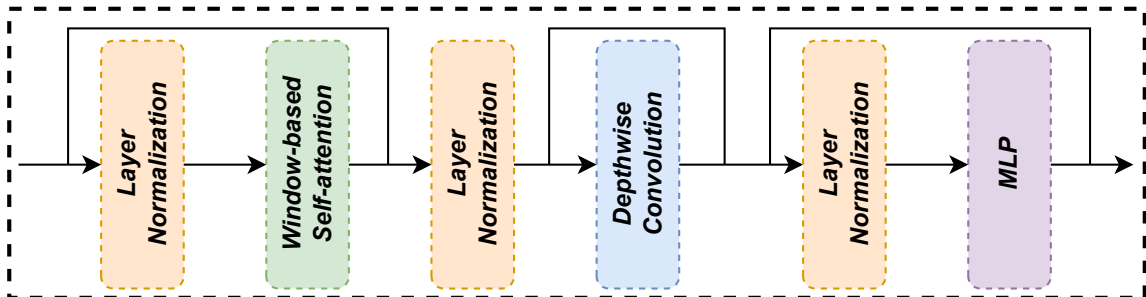 Layer
Normalization
Window-based
Self-attention
Layer
Normalization
Depthwise
Convolution
Layer
Normalization
MLP